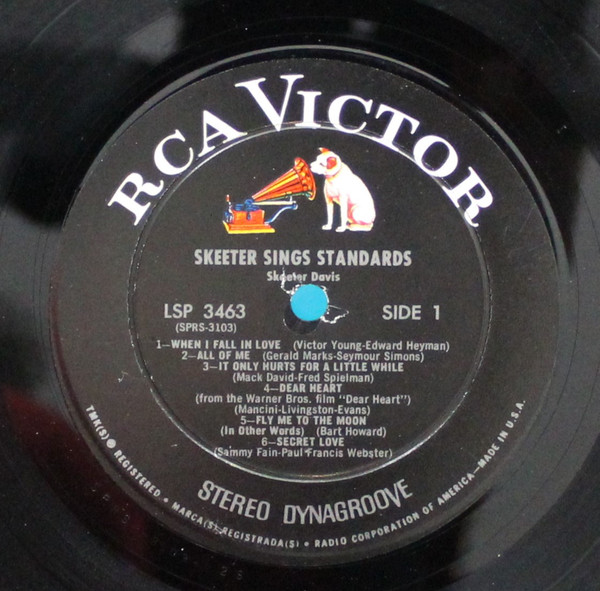 RCA VICTOR
SKEETER SINGS STANDARDS
Skeeter Davis
LSP 3463
(SPRS-3103)
SIDE 1
1—WHEN I FALL IN LOVE (Victor Young-Edward Heyman)
2—ALL OF ME (Gerald Marks-Seymour Simons)
3—IT ONLY HURTS FOR A LITTLE WHILE
(Mack David-Fred Spielman)
4—DEAR HEART
(from the Warner Bros. film "Dear Heart")
(Mancini-Livingston-Evans)
5—FLY ME TO THE MOON
(In Other Words) (Bart Howard)
6—SECRET LOVE
(Sammy Fain-Paul Francis Webster)
STEREO DYNAGROOVE
TMK(S) ® REGISTERED • MARCA(S) REGISTRADA(S) • RADIO CORPORATION OF AMERICA—MADE IN U.S.A.